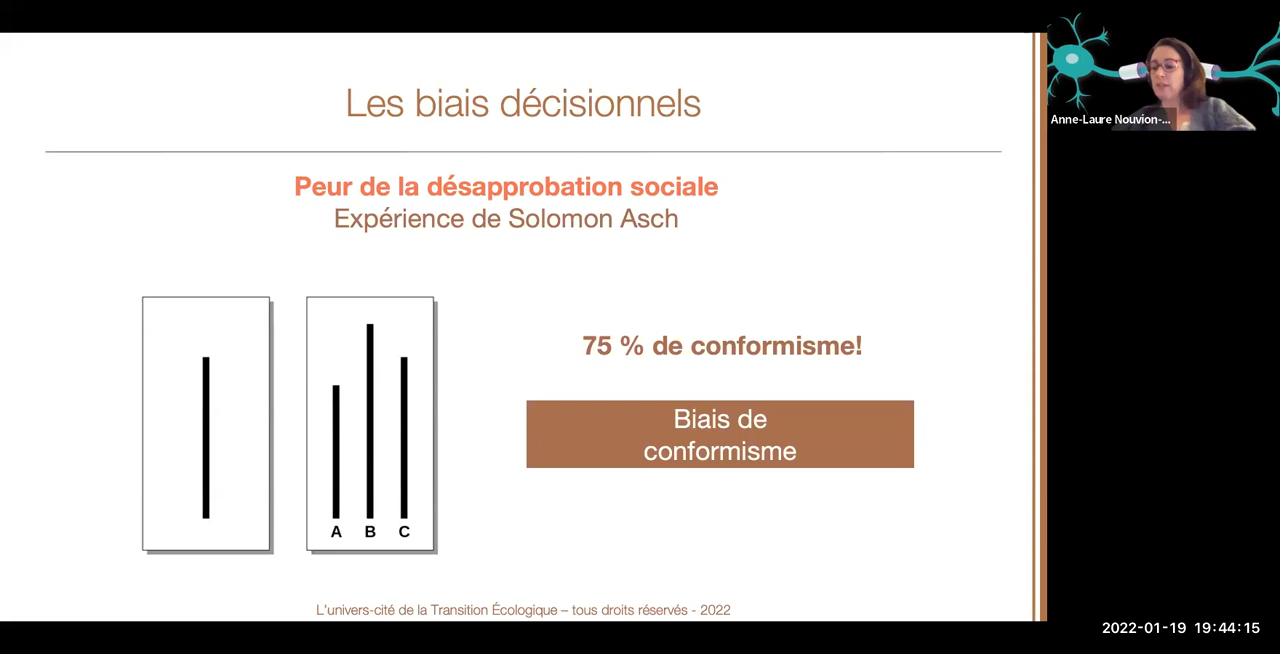 Les biais décisionnels
Peur de la désapprobation sociale
Expérience de Solomon Asch
75 % de conformisme!
Biais de
conformisme
A B C
L'univers-cité de la Transition Écologique – tous droits réservés - 2022
Anne-Laure Nouvion-...
2022-01-19 19:44:15